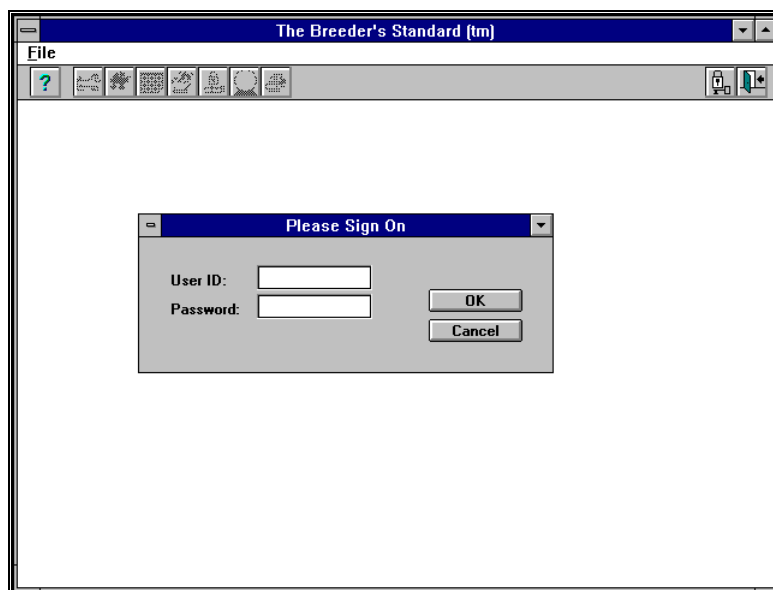 The Breeder's Standard (tm)
File
?
Please Sign On
User ID:
Password:
OK
Cancel